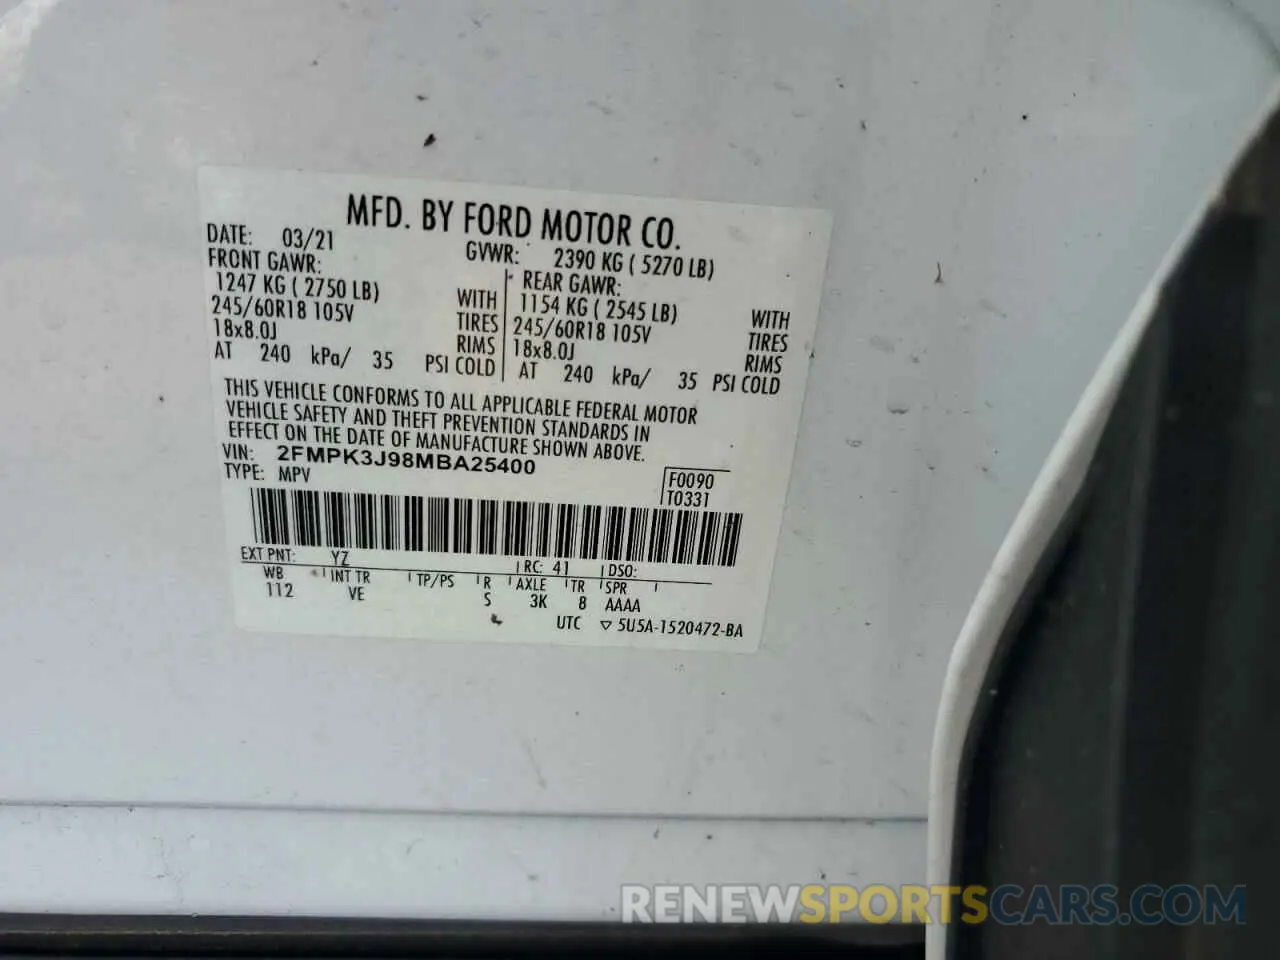 MFD. BY FORD MOTOR CO.
DATE: 03/21 GVWR: 2390 KG ( 5270 LB)
FRONT GAWR: REAR GAWR:
1247 KG ( 2750 LB) WITH 1154 KG ( 2545 LB) WITH
245/60R18 105V TIRES 245/60R18 105V TIRES
18x8.0J RIMS 18x8.0J RIMS
AT 240 kPa/ 35 PSI COLD AT 240 kPa/ 35 PSI COLD
THIS VEHICLE CONFORMS TO ALL APPLICABLE FEDERAL MOTOR
VEHICLE SAFETY AND THEFT PREVENTION STANDARDS IN
EFFECT ON THE DATE OF MANUFACTURE SHOWN ABOVE.
VIN: 2FMPK3J98MBA25400
TYPE: MPV
F0090
T0331
EXT PNT: YZ RC: 41 DSO:
WB INT TR TP/PS R AXLE TR SPR
112 VE S 3K 8 AAAA
UTC ▽ 5U5A-1520472-BA
RENEWSPORTSCARS.COM